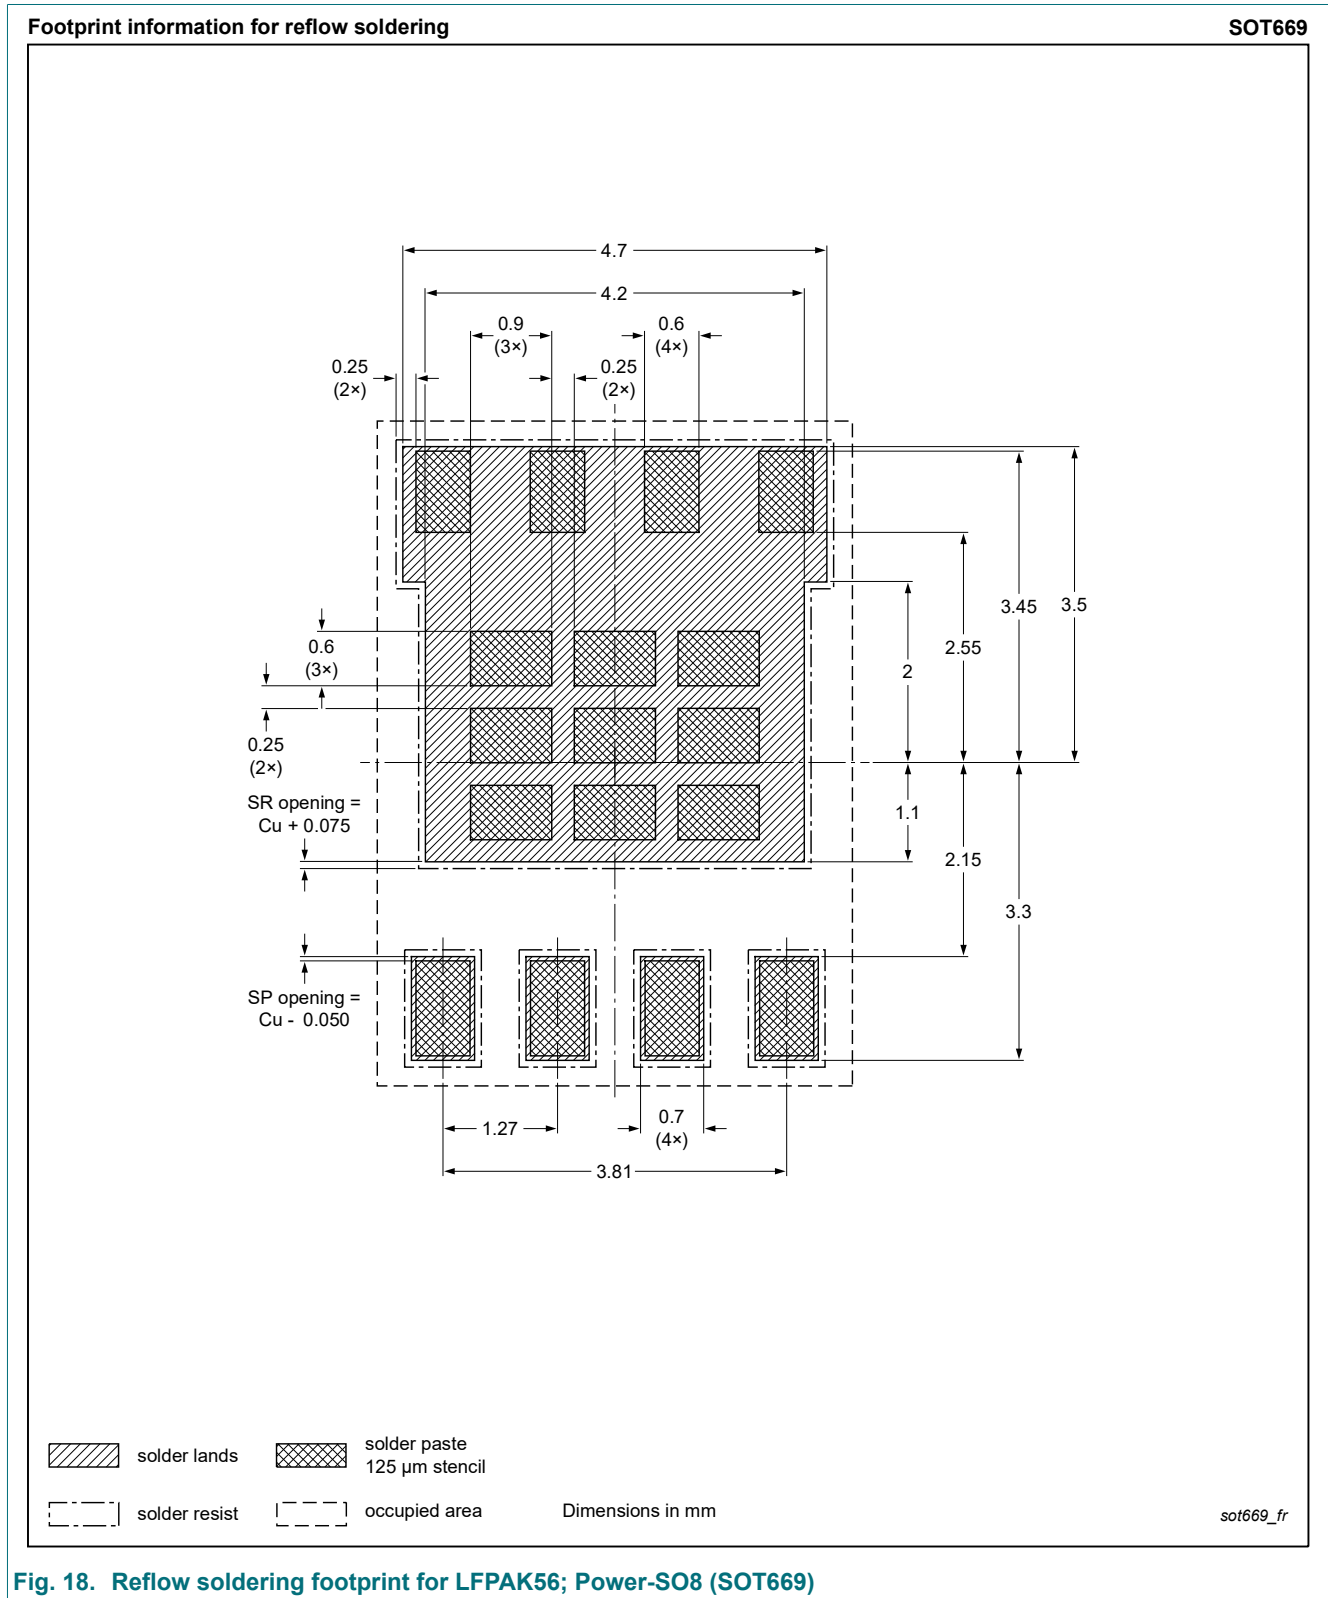 Footprint information for reflow soldering SOT669
4.7
4.2
0.9
(3×)
0.6
(4×)
0.25
(2×)
0.25
(2×)
3.45
3.5
2.55
2
0.6
(3×)
0.25
(2×)
SR opening =
Cu + 0.075
1.1
2.15
3.3
SP opening =
Cu - 0.050
1.27
0.7
(4×)
3.81
solder lands
solder paste
125 µm stencil
solder resist
occupied area
Dimensions in mm
sot669_fr
Fig. 18. Reflow soldering footprint for LFPAK56; Power-SO8 (SOT669)